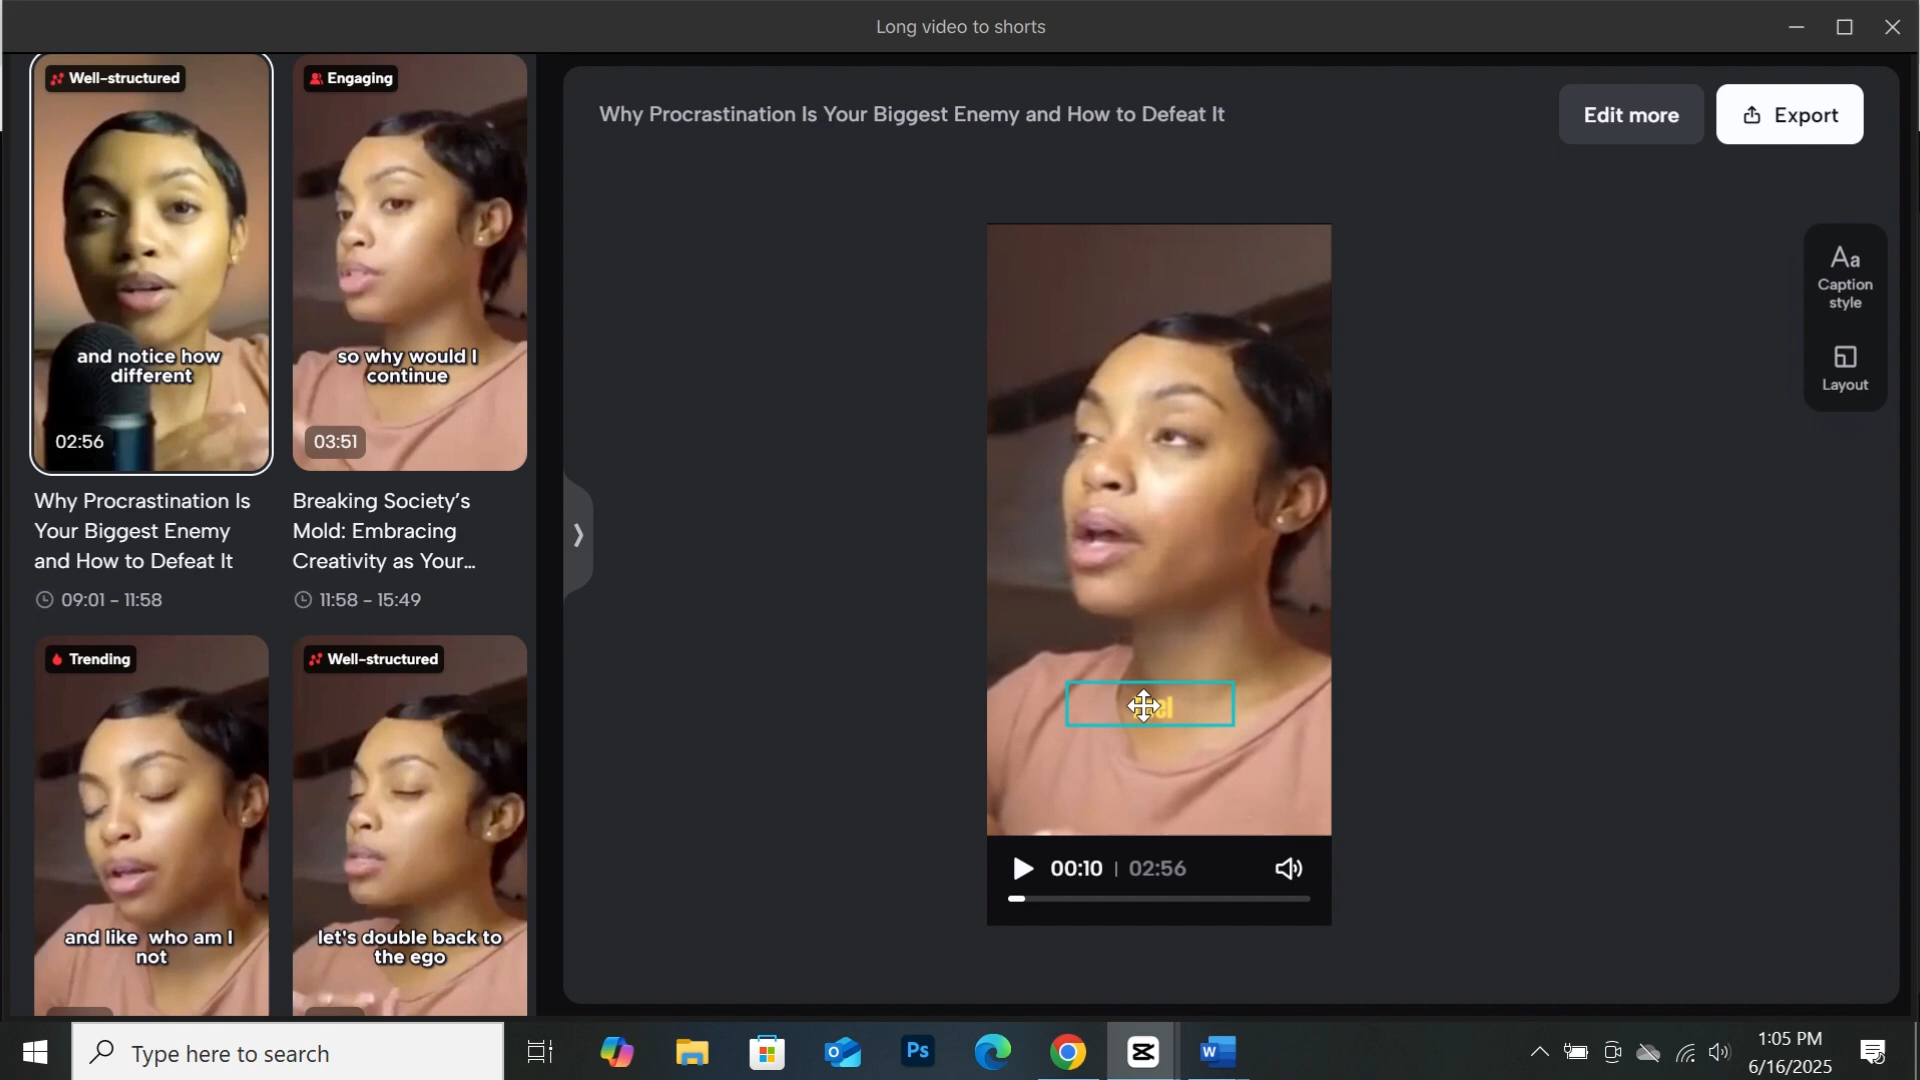 Long video to shorts
Well-structured
and notice how
different
02:56
Why Procrastination Is
Your Biggest Enemy
and How to Defeat It
09:01 - 11:58
Engaging
so why would I
continue
03:51
Breaking Society's
Mold: Embracing
Creativity as Your...
11:58 - 15:49
Trending
and like who am I
not
Well-structured
let's double back to
the ego
Why Procrastination Is Your Biggest Enemy and How to Defeat It
Edit more
Export
Aa
Caption
style
Layout
00:10 | 02:56
Type here to search
Ps
1:05 PM
6/16/2025